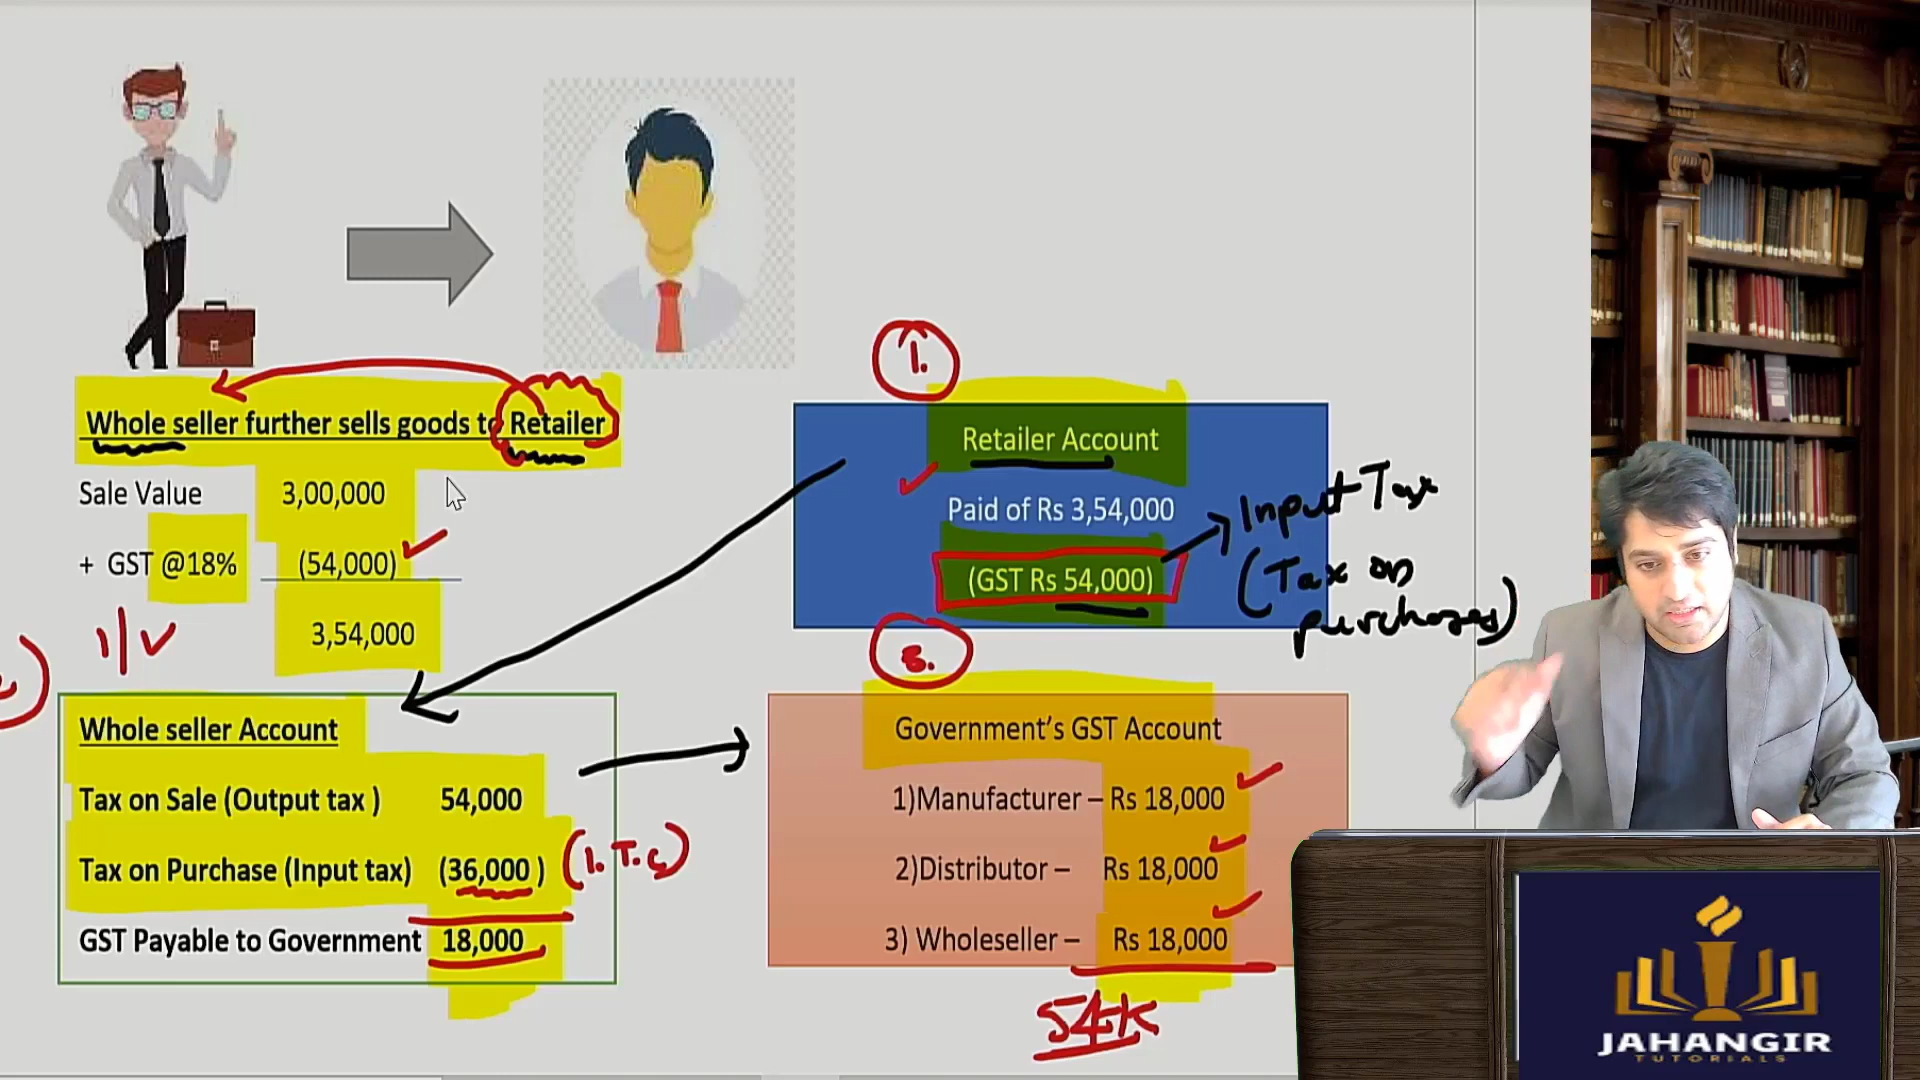 Whole seller further sells goods to Retailer
Sale Value 3,00,000
+ GST @18% (54,000)
3,54,000
Whole seller Account
Tax on Sale (Output tax ) 54,000
Tax on Purchase (Input tax) (36,000 ) (I.T.C)
GST Payable to Government 18,000
1.
Retailer Account
Paid of Rs 3,54,000
(GST Rs 54,000)
Input Tax
(Tax on
purchases)
3.
Government's GST Account
1)Manufacturer – Rs 18,000
2)Distributor – Rs 18,000
3) Wholeseller – Rs 18,000
54K
JAHANGIR
TUTORIALS